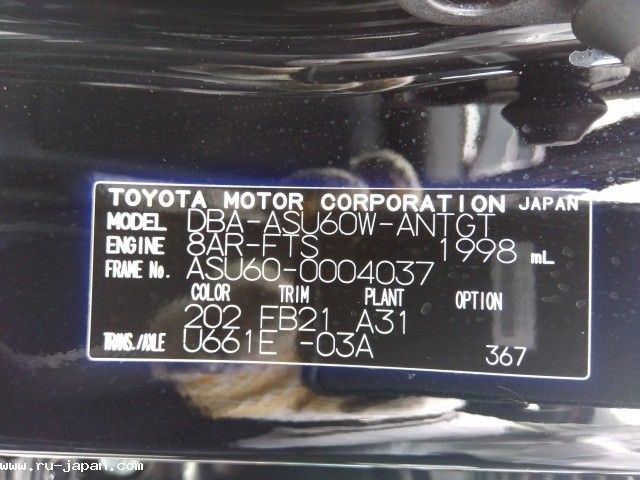 TOYOTA MOTOR CORPORATION JAPAN
MODEL DBA-ASU60W-ANTGT
ENGINE 8AR-FTS 1998 mL
FRAME No. ASU60-0004037
COLOR TRIM PLANT OPTION
202 EB21 A31
TRANS./AXLE U661E -03A 367
www.ru-japan.com